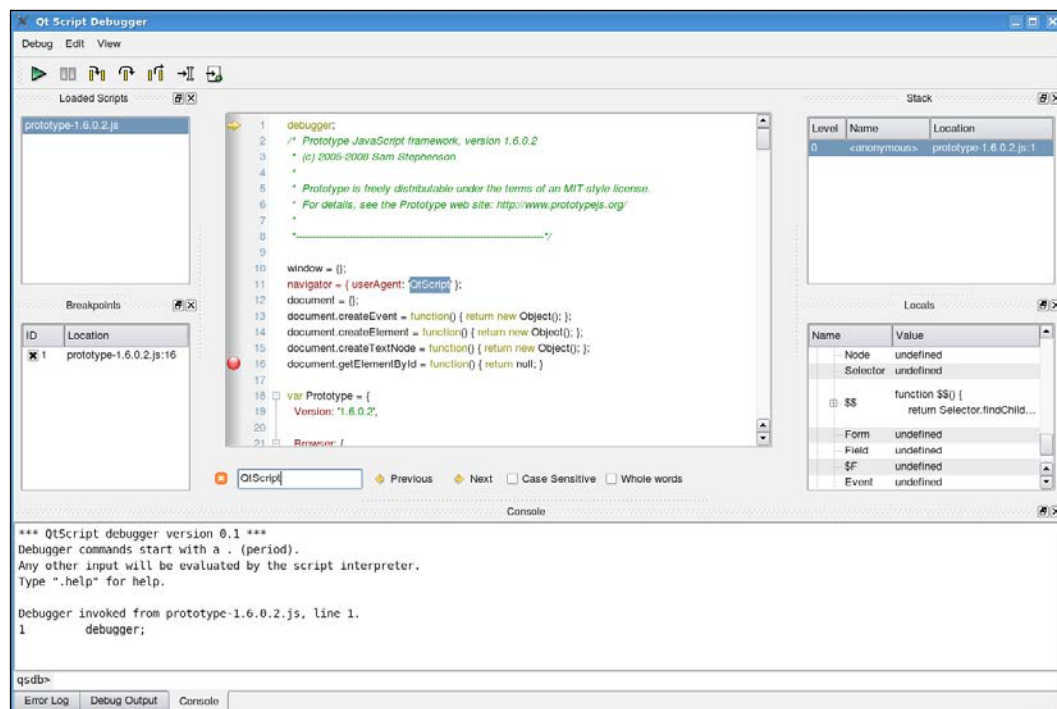 Qt Script Debugger
Debug Edit View
Loaded Scripts
prototype-1.6.0.2.js
Breakpoints
ID Location
1 prototype-1.6.0.2.js:16
1 debugger;
2 /* Prototype JavaScript framework, version 1.6.0.2
3 * (c) 2005-2008 Sam Stephenson
4 *
5 * Prototype is freely distributable under the terms of an MIT-style license.
6 * For details, see the Prototype web site: http://www.prototypejs.org/
7 *
8 *--------------------------------------------------------------------------*/
9
10 window = {};
11 navigator = { userAgent: 'QtScript' };
12 document = {};
13 document.createEvent = function() { return new Object(); };
14 document.createElement = function() { return new Object(); };
15 document.createTextNode = function() { return new Object(); };
16 document.getElementById = function() { return null; }
17
18 var Prototype = {
19 Version: '1.6.0.2',
20
21 Browser: {
QtScript Previous Next Case Sensitive Whole words
Stack
Level Name Location
0 <anonymous> prototype-1.6.0.2.js:1
Locals
Name Value
Node undefined
Selector undefined
$$ function $$() {
return Selector.findChild...
Form undefined
Field undefined
$F undefined
Event undefined
Console
*** QtScript debugger version 0.1 ***
Debugger commands start with a . (period).
Any other input will be evaluated by the script interpreter.
Type ".help" for help.
Debugger invoked from prototype-1.6.0.2.js, line 1.
1 debugger;
qsdb>
Error Log Debug Output Console